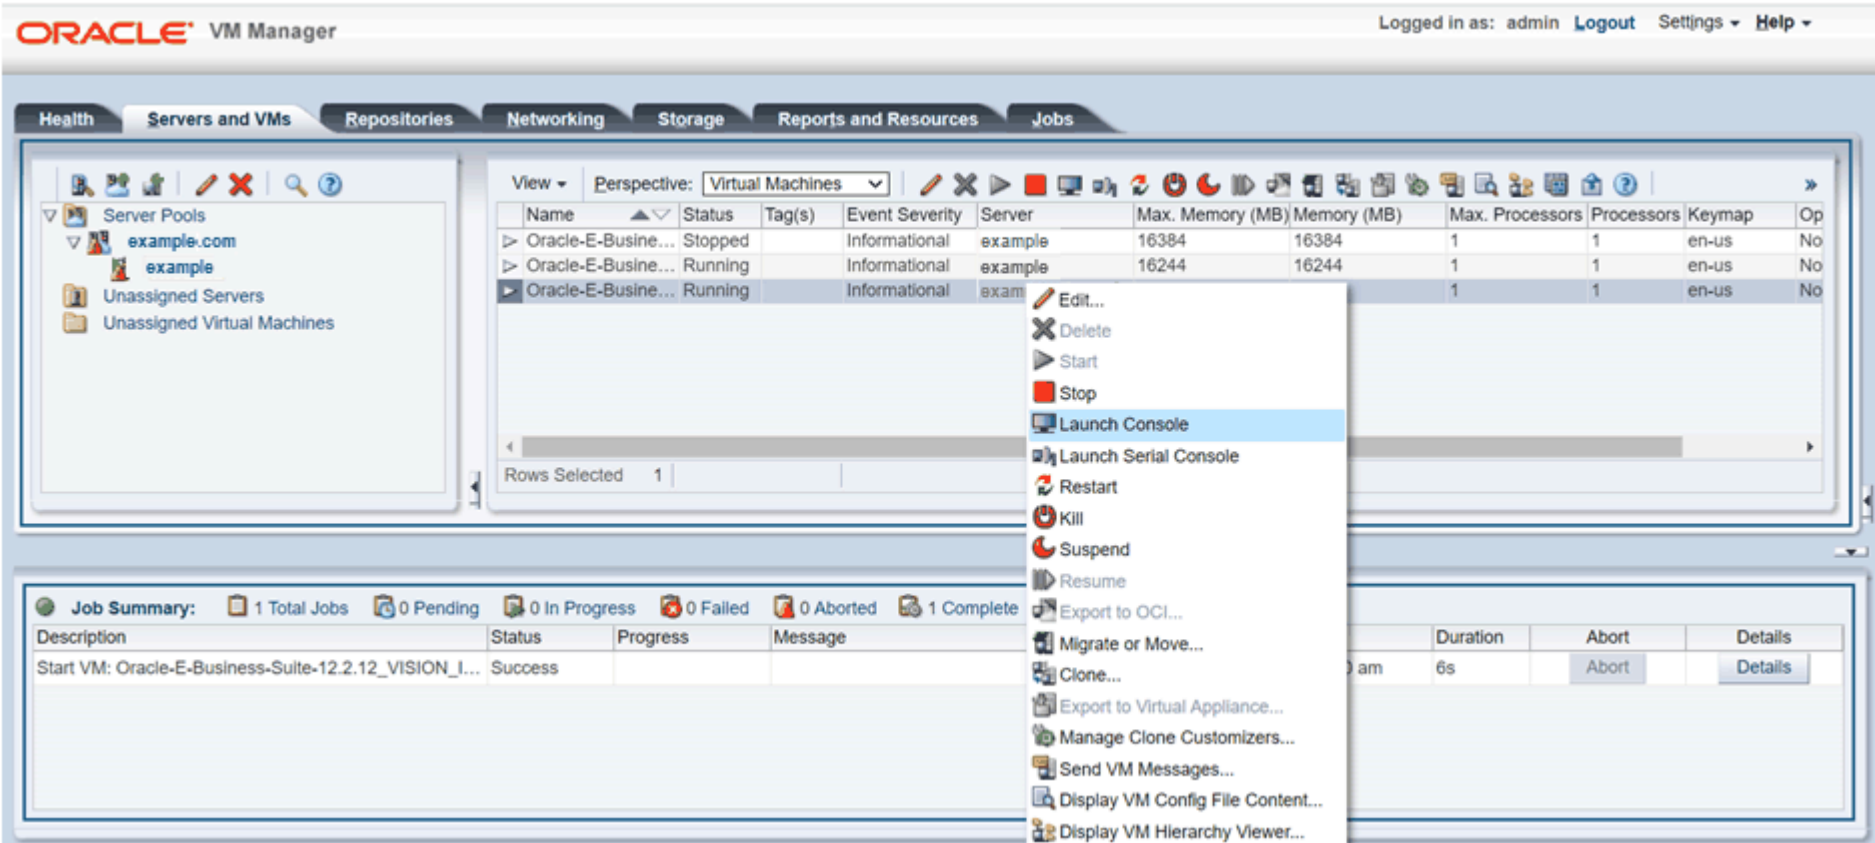 ORACLE VM Manager
Logged in as: admin Logout Settings Help
Health Servers and VMs Repositories Networking Storage Reports and Resources Jobs
View Perspective: Virtual Machines »
Server Pools
example.com
example
Unassigned Servers
Unassigned Virtual Machines
Name Status Tag(s) Event Severity Server Max. Memory (MB) Memory (MB) Max. Processors Processors Keymap Op
Oracle-E-Busine... Stopped Informational example 16384 16384 1 1 en-us No
Oracle-E-Busine... Running Informational example 16244 16244 1 1 en-us No
Oracle-E-Busine... Running Informational exam 1 1 en-us No
Rows Selected 1
Edit...
Delete
Start
Stop
Launch Console
Launch Serial Console
Restart
Kill
Suspend
Resume
Export to OCI...
Migrate or Move...
Clone...
Export to Virtual Appliance...
Manage Clone Customizers...
Send VM Messages...
Display VM Config File Content...
Display VM Hierarchy Viewer...
Job Summary: 1 Total Jobs 0 Pending 0 In Progress 0 Failed 0 Aborted 1 Complete
Description Status Progress Message Duration Abort Details
Start VM: Oracle-E-Business-Suite-12.2.12_VISION_I... Success am 6s Abort Details